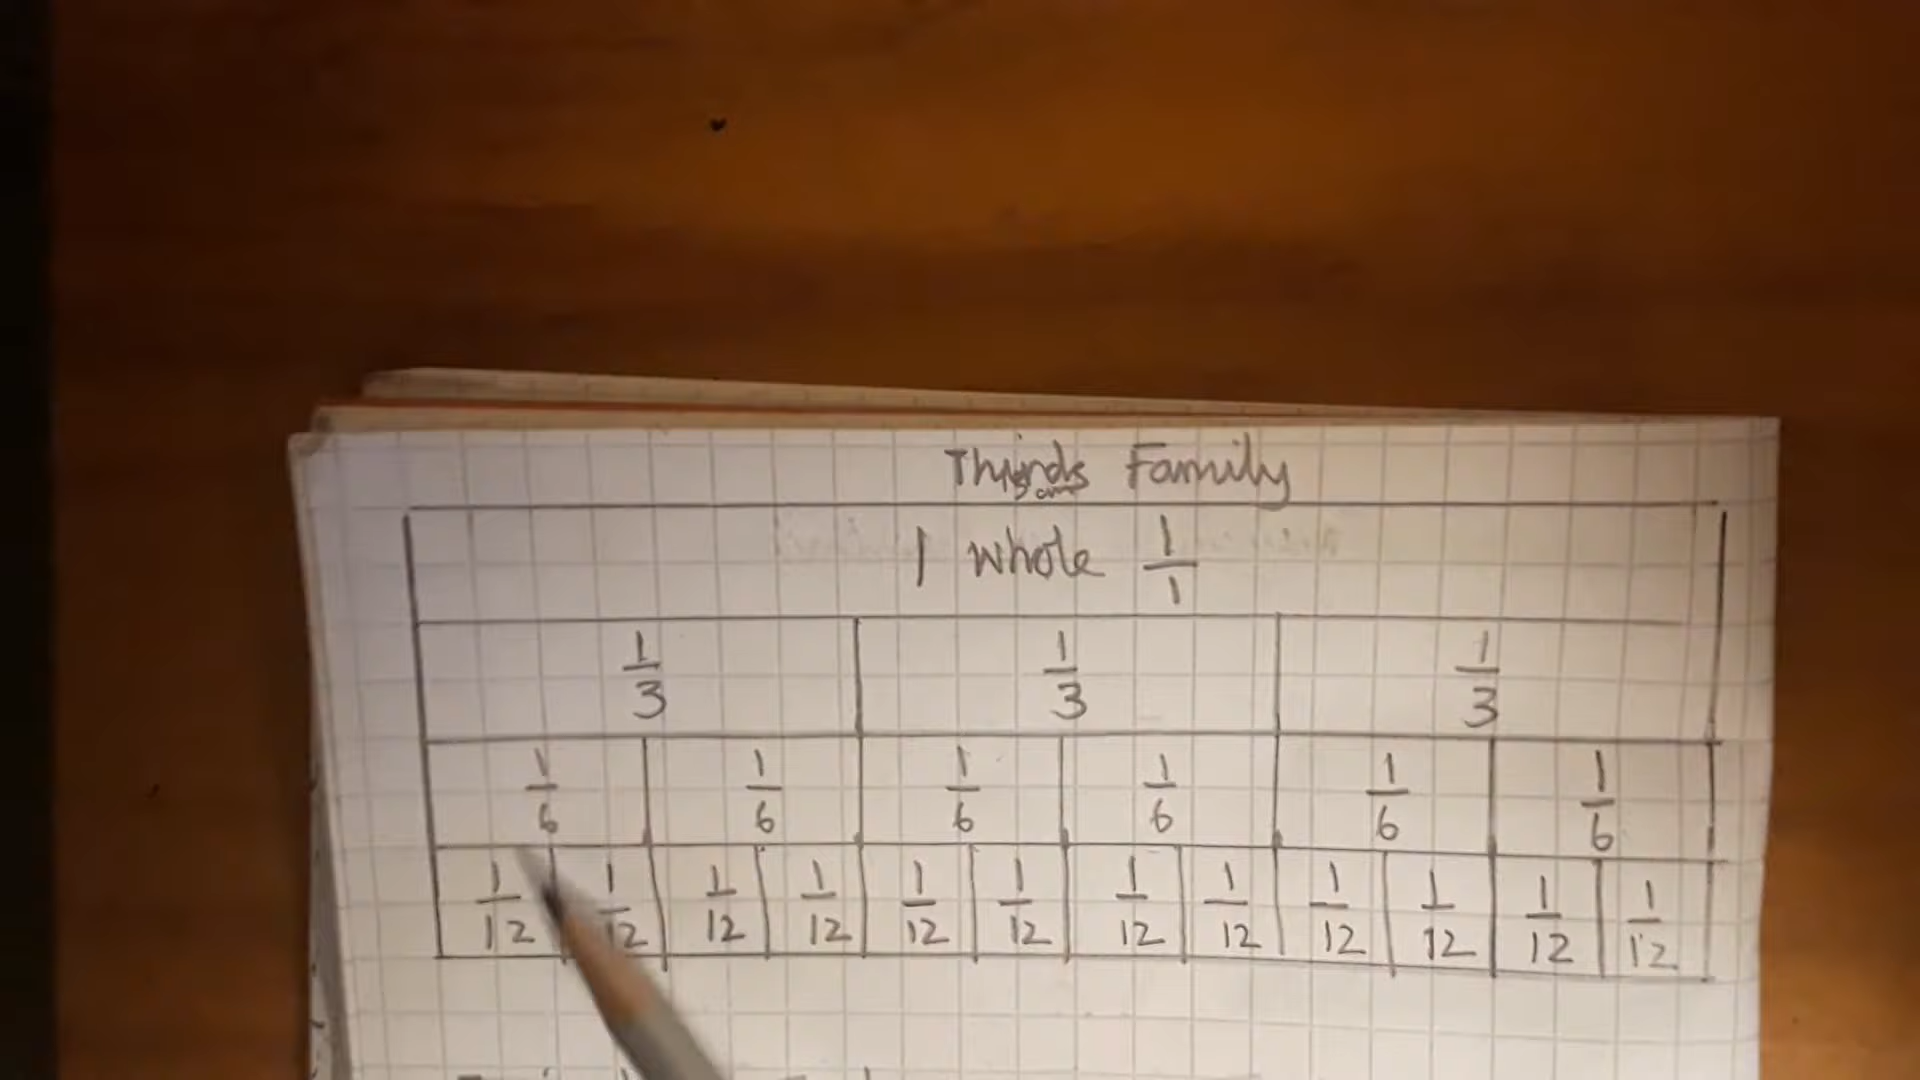 Thirds Family
1 whole 1/1
1/3 1/3 1/3
1/6 1/6 1/6 1/6 1/6 1/6
1/12 1/12 1/12 1/12 1/12 1/12 1/12 1/12 1/12 1/12 1/12 1/12